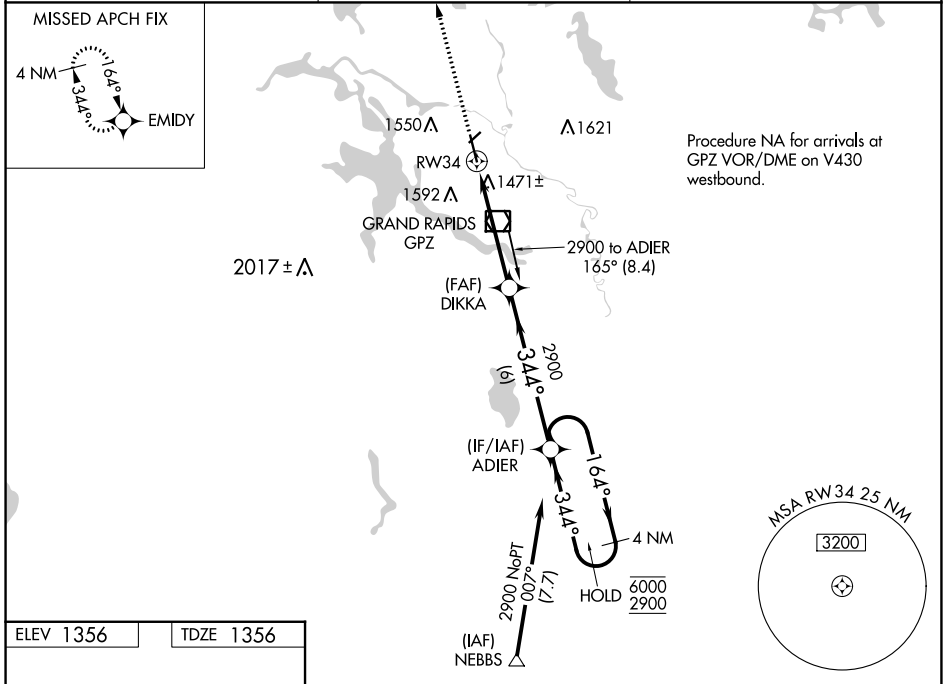 MISSED APCH FIX
4 NM
164°
344°
EMIDY
1550
1621
Procedure NA for arrivals at
GPZ VOR/DME on V430
westbound.
RW34
1471±
1592
GRAND RAPIDS
GPZ
2900 to ADIER
165° (8.4)
2017±
(FAF)
DIKKA
2900
344°
(6)
(IF/IAF)
ADIER
164°
344°
4 NM
HOLD
6000
2900
2900 NoPT
007°
(7.7)
(IAF)
NEBBS
MSA RW34 25 NM
3200
ELEV 1356
TDZE 1356